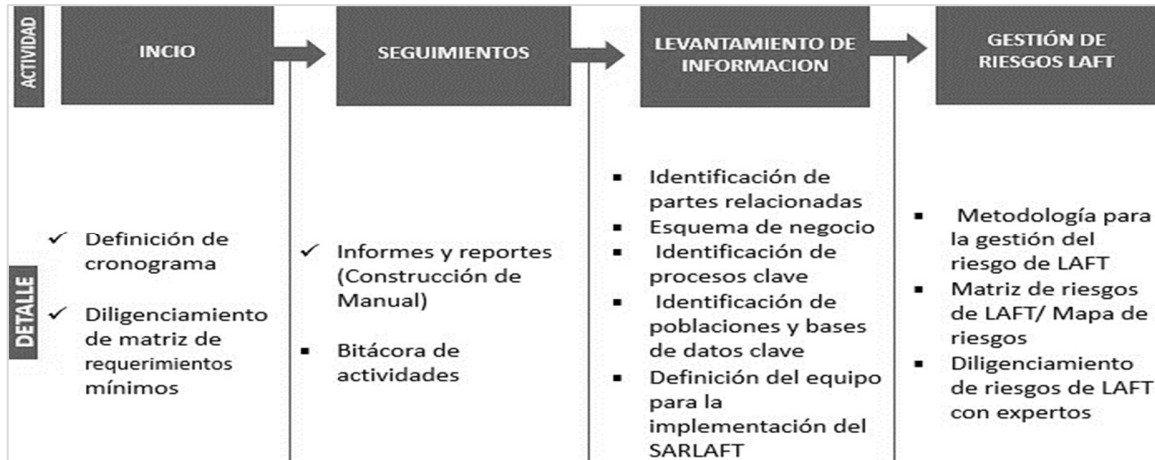 ACTIVIDAD
INCIO
SEGUIMIENTOS
LEVANTAMIENTO DE
INFORMACION
GESTIÓN DE
RIESGOS LAFT
DETALLE
✓ Definición de
cronograma
✓ Diligenciamiento
de matriz de
requerimientos
mínimos
✓ Informes y reportes
(Construcción de
Manual)
▪ Bitácora de
actividades
▪ Identificación de
partes relacionadas
▪ Esquema de negocio
▪ Identificación de
procesos clave
▪ Identificación de
poblaciones y bases
de datos clave
▪ Definición del equipo
para la
implementación del
SARLAFT
▪ Metodología para
la gestión del
riesgo de LAFT
▪ Matriz de riesgos
de LAFT/ Mapa de
riesgos
▪ Diligenciamiento
de riesgos de LAFT
con expertos